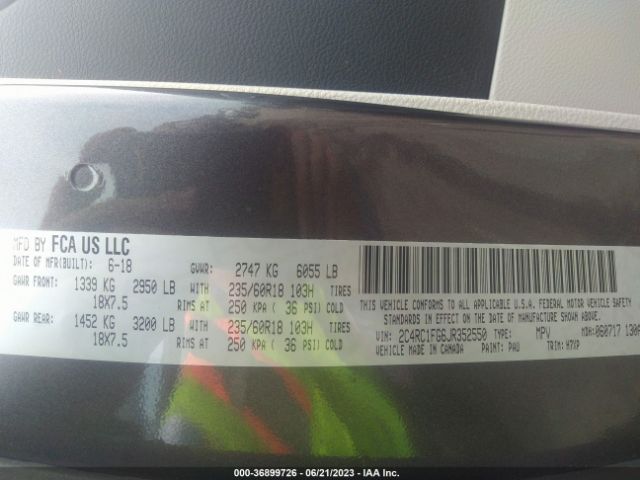 MFD BY FCA US LLC
DATE OF MFR(BUILT): 6-18 GVWR: 2747 KG 6055 LB
GAWR FRONT: 1339 KG 2950 LB WITH 235/60R18 103H TIRES
18X7.5 RIMS AT 250 KPA ( 36 PSI) COLD
GAWR REAR: 1452 KG 3200 LB WITH 235/60R18 103H TIRES
18X7.5 RIMS AT 250 KPA ( 36 PSI) COLD
THIS VEHICLE CONFORMS TO ALL APPLICABLE U.S.A. FEDERAL MOTOR VEHICLE SAFETY
STANDARDS IN EFFECT ON THE DATE OF MANUFACTURE SHOWN ABOVE.
VIN: 2C4RC1FG6JR352550 TYPE: MPV MDH: 060717 130A
VEHICLE MADE IN CANADA PAINT: PAU TRIM: H7XP
000-36899726 - 06/21/2023 - IAA Inc.